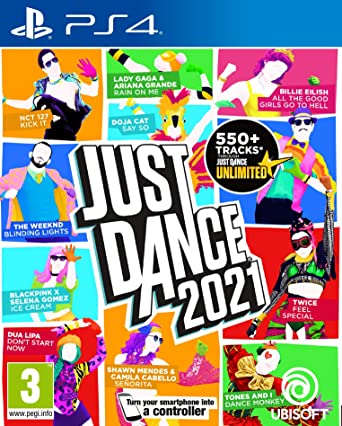 PS4
LADY GAGA &
ARIANA GRANDE
RAIN ON ME
BILLIE EILISH
ALL THE GOOD
GIRLS GO TO HELL
NCT 127
KICK IT
DOJA CAT
SAY SO
550+
TRACKS*
THROUGH
JUST DANCE
UNLIMITED
JUST
DANCE
2021
THE WEEKND
BLINDING LIGHTS
BLACKPINK X
SELENA GOMEZ
ICE CREAM
TWICE
FEEL
SPECIAL
DUA LIPA
DON'T START
NOW
SHAWN MENDES &
CAMILA CABELLO
SEÑORITA
TONES AND I
DANCE MONKEY
3
www.pegi.info
Turn your smartphone into
a controller
UBISOFT